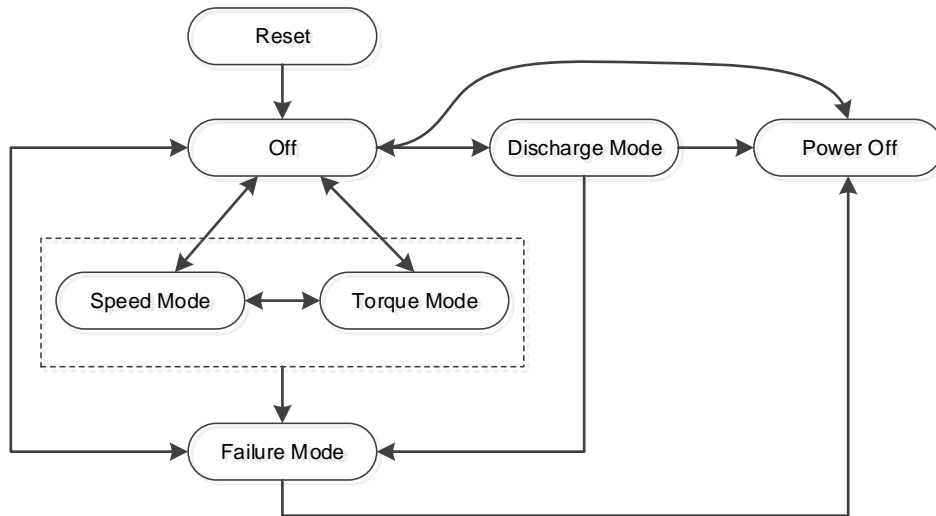 Reset
Off
Discharge Mode
Power Off
Speed Mode
Torque Mode
Failure Mode